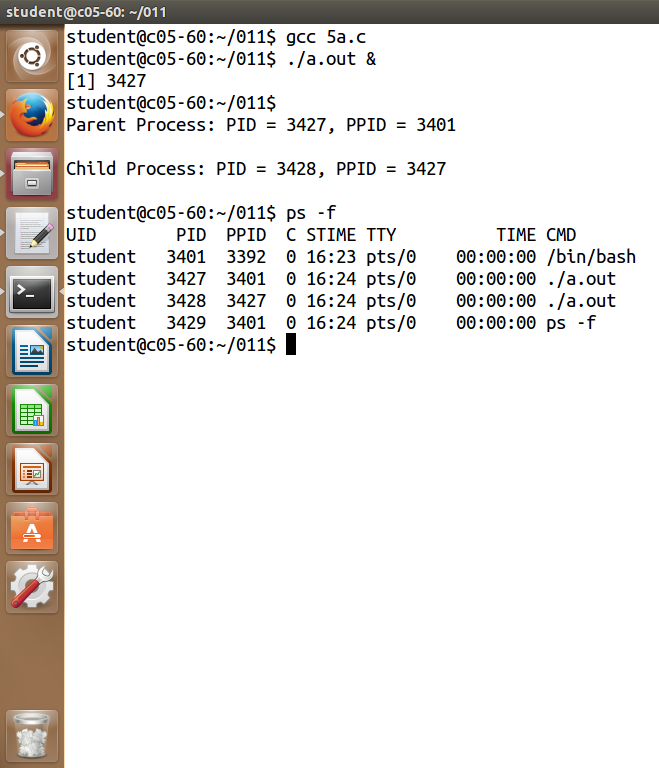 student@c05-60: ~/011
student@c05-60:~/011$ gcc 5a.c
student@c05-60:~/011$ ./a.out &
[1] 3427
student@c05-60:~/011$
Parent Process: PID = 3427, PPID = 3401
Child Process: PID = 3428, PPID = 3427
student@c05-60:~/011$ ps -f
UID        PID  PPID  C STIME TTY          TIME CMD
student   3401  3392  0 16:23 pts/0    00:00:00 /bin/bash
student   3427  3401  0 16:24 pts/0    00:00:00 ./a.out
student   3428  3427  0 16:24 pts/0    00:00:00 ./a.out
student   3429  3401  0 16:24 pts/0    00:00:00 ps -f
student@c05-60:~/011$